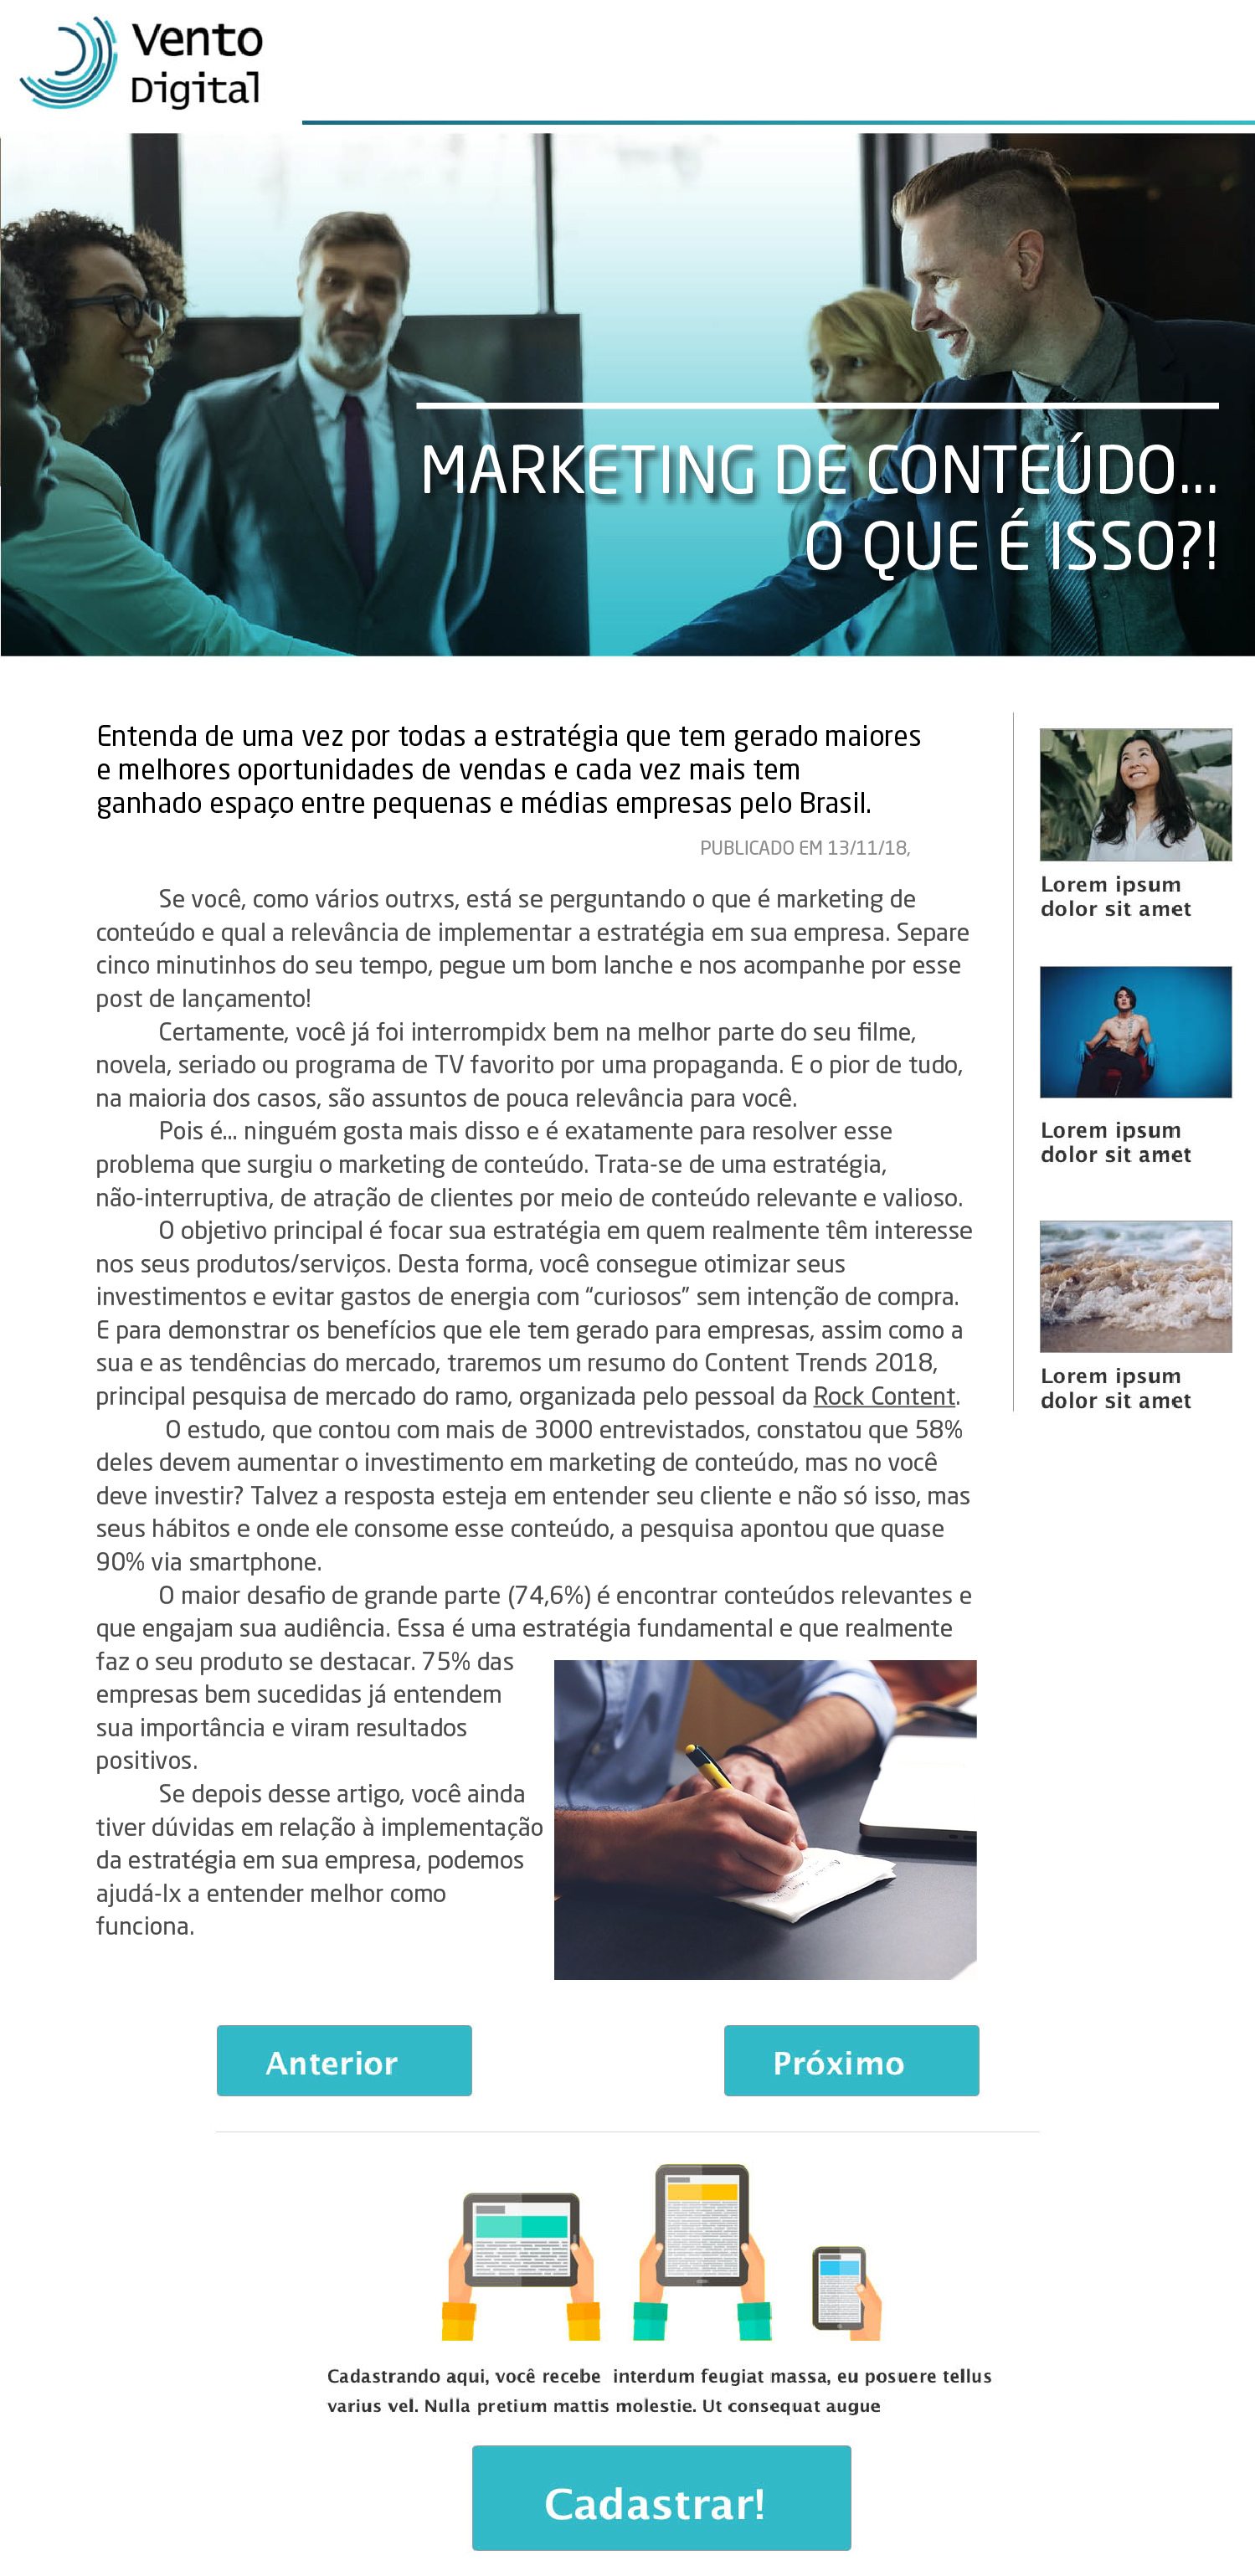 Vento
Digital
MARKETING DE CONTEÚDO...
O QUE É ISSO?!
Entenda de uma vez por todas a estratégia que tem gerado maiores
e melhores oportunidades de vendas e cada vez mais tem
ganhado espaço entre pequenas e médias empresas pelo Brasil.
PUBLICADO EM 13/11/18,
Se você, como vários outrxs, está se perguntando o que é marketing de
conteúdo e qual a relevância de implementar a estratégia em sua empresa. Separe
cinco minutinhos do seu tempo, pegue um bom lanche e nos acompanhe por esse
post de lançamento!
Certamente, você já foi interrompidx bem na melhor parte do seu filme,
novela, seriado ou programa de TV favorito por uma propaganda. E o pior de tudo,
na maioria dos casos, são assuntos de pouca relevância para você.
Pois é... ninguém gosta mais disso e é exatamente para resolver esse
problema que surgiu o marketing de conteúdo. Trata-se de uma estratégia,
não-interruptiva, de atração de clientes por meio de conteúdo relevante e valioso.
O objetivo principal é focar sua estratégia em quem realmente têm interesse
nos seus produtos/serviços. Desta forma, você consegue otimizar seus
investimentos e evitar gastos de energia com “curiosos” sem intenção de compra.
E para demonstrar os benefícios que ele tem gerado para empresas, assim como a
sua e as tendências do mercado, traremos um resumo do Content Trends 2018,
principal pesquisa de mercado do ramo, organizada pelo pessoal da Rock Content.
O estudo, que contou com mais de 3000 entrevistados, constatou que 58%
deles devem aumentar o investimento em marketing de conteúdo, mas no você
deve investir? Talvez a resposta esteja em entender seu cliente e não só isso, mas
seus hábitos e onde ele consome esse conteúdo, a pesquisa apontou que quase
90% via smartphone.
O maior desafio de grande parte (74,6%) é encontrar conteúdos relevantes e
que engajam sua audiência. Essa é uma estratégia fundamental e que realmente
faz o seu produto se destacar. 75% das
empresas bem sucedidas já entendem
sua importância e viram resultados
positivos.
Se depois desse artigo, você ainda
tiver dúvidas em relação à implementação
da estratégia em sua empresa, podemos
ajudá-lx a entender melhor como
funciona.
Lorem ipsum
dolor sit amet
Lorem ipsum
dolor sit amet
Lorem ipsum
dolor sit amet
Anterior
Próximo
Cadastrando aqui, você recebe  interdum feugiat massa, eu posuere tellus
varius vel. Nulla pretium mattis molestie. Ut consequat augue
Cadastrar!